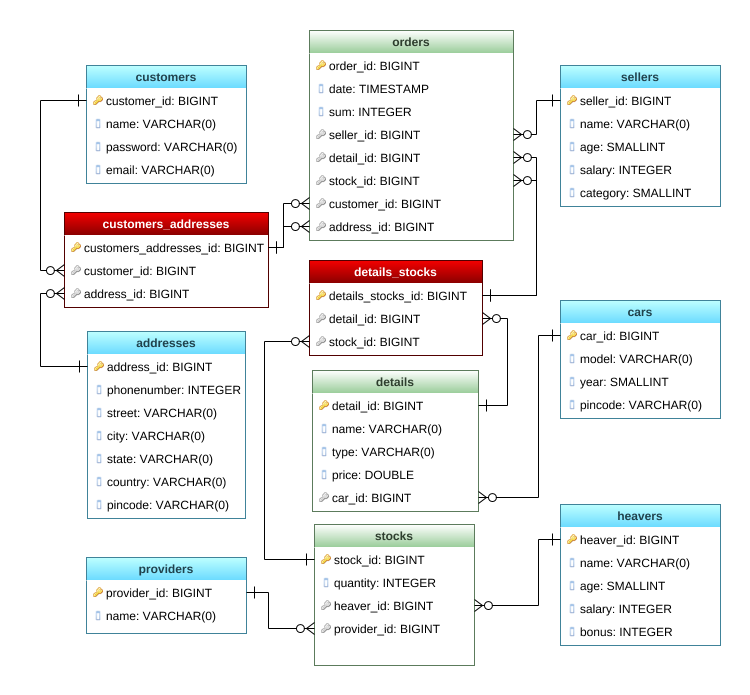 customers
customer_id: BIGINT
name: VARCHAR(0)
password: VARCHAR(0)
email: VARCHAR(0)
customers_addresses
customers_addresses_id: BIGINT
customer_id: BIGINT
address_id: BIGINT
addresses
address_id: BIGINT
phonenumber: INTEGER
street: VARCHAR(0)
city: VARCHAR(0)
state: VARCHAR(0)
country: VARCHAR(0)
pincode: VARCHAR(0)
providers
provider_id: BIGINT
name: VARCHAR(0)
orders
order_id: BIGINT
date: TIMESTAMP
sum: INTEGER
seller_id: BIGINT
detail_id: BIGINT
stock_id: BIGINT
customer_id: BIGINT
address_id: BIGINT
details_stocks
details_stocks_id: BIGINT
detail_id: BIGINT
stock_id: BIGINT
details
detail_id: BIGINT
name: VARCHAR(0)
type: VARCHAR(0)
price: DOUBLE
car_id: BIGINT
stocks
stock_id: BIGINT
quantity: INTEGER
heaver_id: BIGINT
provider_id: BIGINT
sellers
seller_id: BIGINT
name: VARCHAR(0)
age: SMALLINT
salary: INTEGER
category: SMALLINT
cars
car_id: BIGINT
model: VARCHAR(0)
year: SMALLINT
pincode: VARCHAR(0)
heavers
heaver_id: BIGINT
name: VARCHAR(0)
age: SMALLINT
salary: INTEGER
bonus: INTEGER